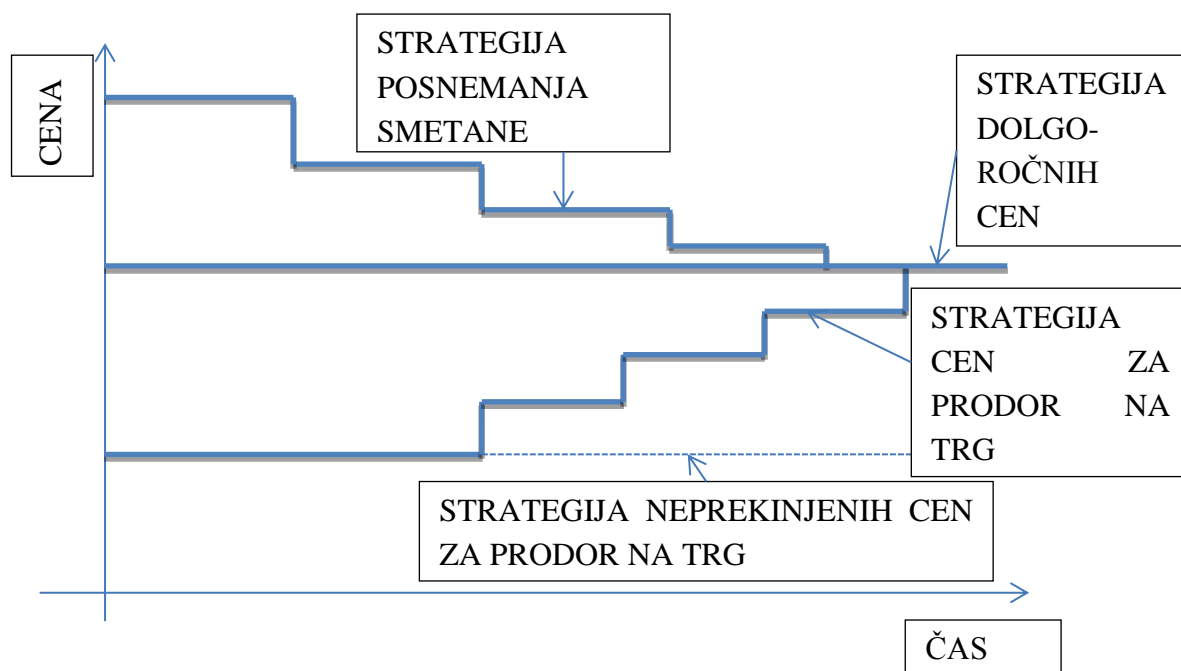 CENA
STRATEGIJA
POSNEMANJA
SMETANE
STRATEGIJA
DOLGO-
ROČNIH
CEN
STRATEGIJA
CEN ZA
PRODOR NA
TRG
STRATEGIJA NEPREKINJENIH CEN
ZA PRODOR NA TRG
ČAS